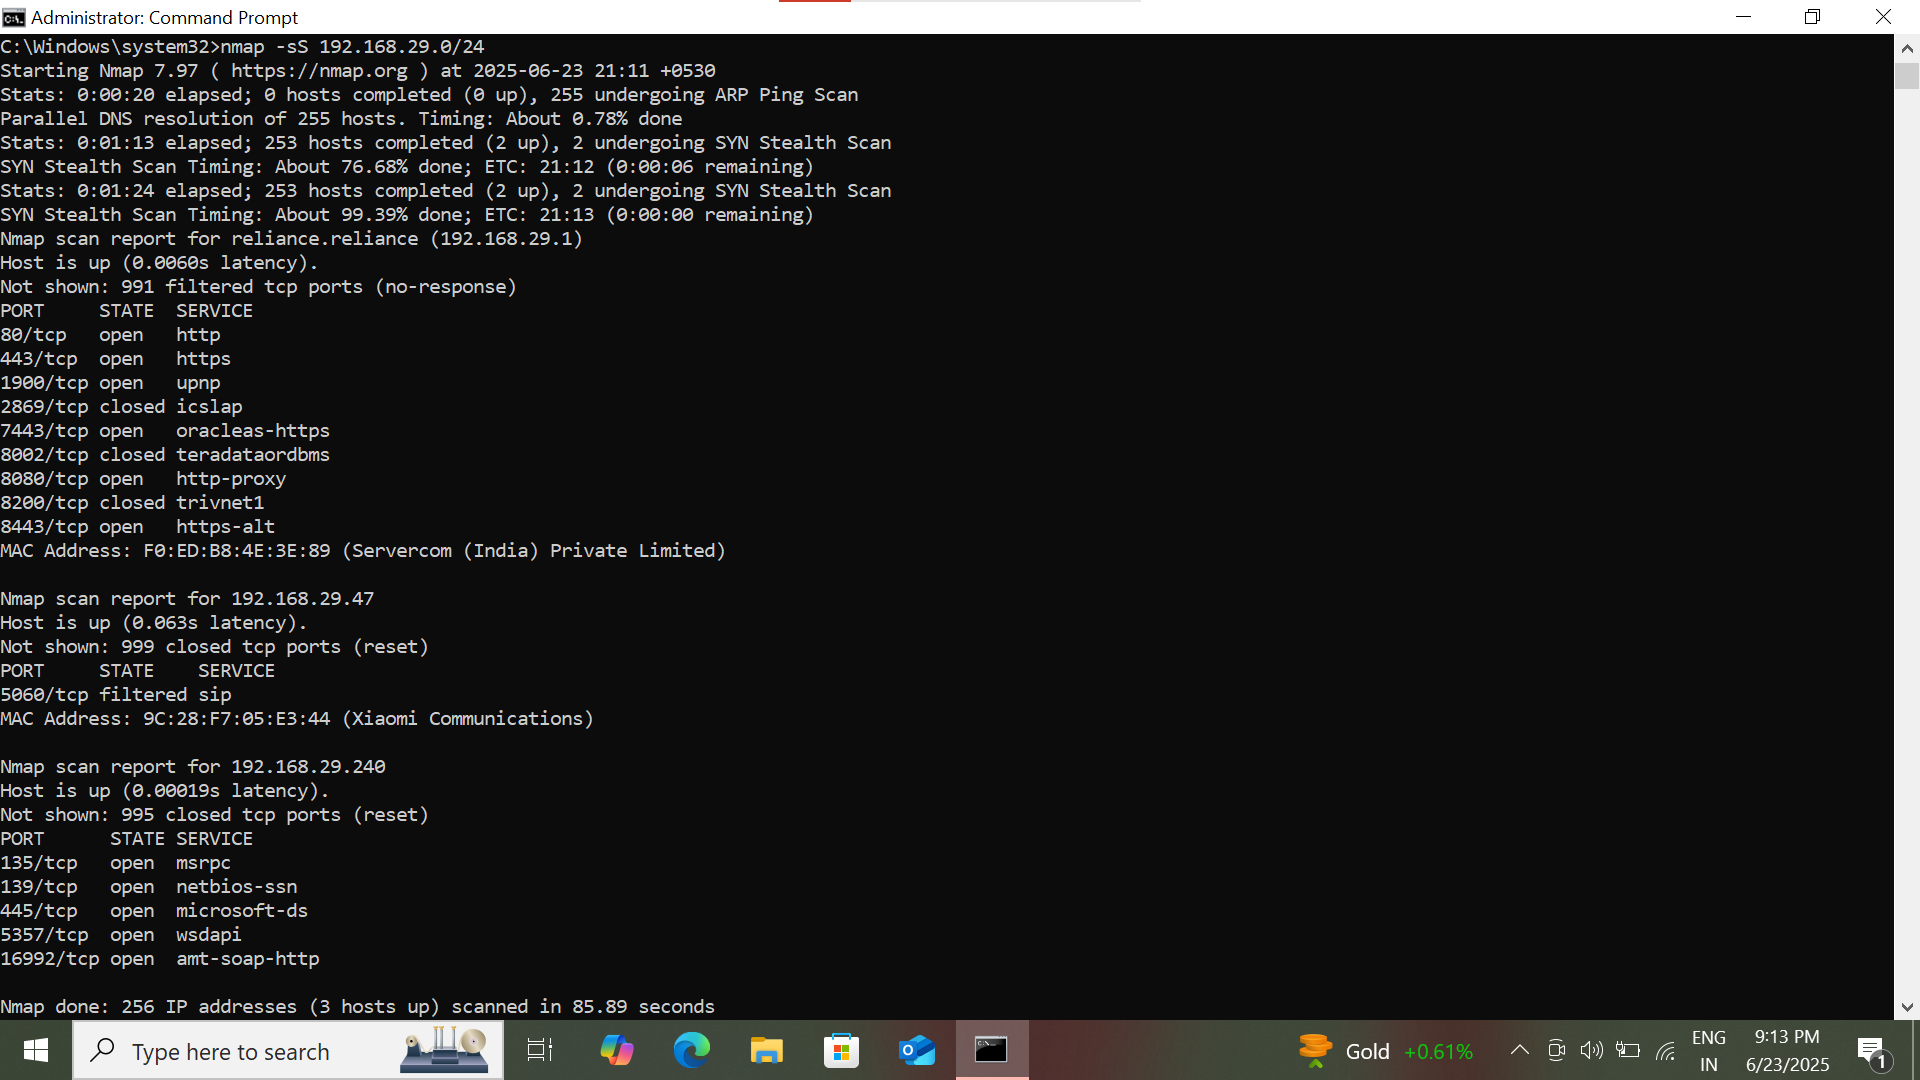 Administrator: Command Prompt
C:\Windows\system32>nmap -sS 192.168.29.0/24
Starting Nmap 7.97 ( https://nmap.org ) at 2025-06-23 21:11 +0530
Stats: 0:00:20 elapsed; 0 hosts completed (0 up), 255 undergoing ARP Ping Scan
Parallel DNS resolution of 255 hosts. Timing: About 0.78% done
Stats: 0:01:13 elapsed; 253 hosts completed (2 up), 2 undergoing SYN Stealth Scan
SYN Stealth Scan Timing: About 76.68% done; ETC: 21:12 (0:00:06 remaining)
Stats: 0:01:24 elapsed; 253 hosts completed (2 up), 2 undergoing SYN Stealth Scan
SYN Stealth Scan Timing: About 99.39% done; ETC: 21:13 (0:00:00 remaining)
Nmap scan report for reliance.reliance (192.168.29.1)
Host is up (0.0060s latency).
Not shown: 991 filtered tcp ports (no-response)
PORT     STATE  SERVICE
80/tcp   open   http
443/tcp  open   https
1900/tcp open   upnp
2869/tcp closed icslap
7443/tcp open   oracleas-https
8002/tcp closed teradataordbms
8080/tcp open   http-proxy
8200/tcp closed trivnet1
8443/tcp open   https-alt
MAC Address: F0:ED:B8:4E:3E:89 (Servercom (India) Private Limited)
Nmap scan report for 192.168.29.47
Host is up (0.063s latency).
Not shown: 999 closed tcp ports (reset)
PORT     STATE    SERVICE
5060/tcp filtered sip
MAC Address: 9C:28:F7:05:E3:44 (Xiaomi Communications)
Nmap scan report for 192.168.29.240
Host is up (0.00019s latency).
Not shown: 995 closed tcp ports (reset)
PORT      STATE SERVICE
135/tcp   open  msrpc
139/tcp   open  netbios-ssn
445/tcp   open  microsoft-ds
5357/tcp  open  wsdapi
16992/tcp open  amt-soap-http
Nmap done: 256 IP addresses (3 hosts up) scanned in 85.89 seconds
Type here to search
Gold +0.61%
ENG
IN
9:13 PM
6/23/2025
1